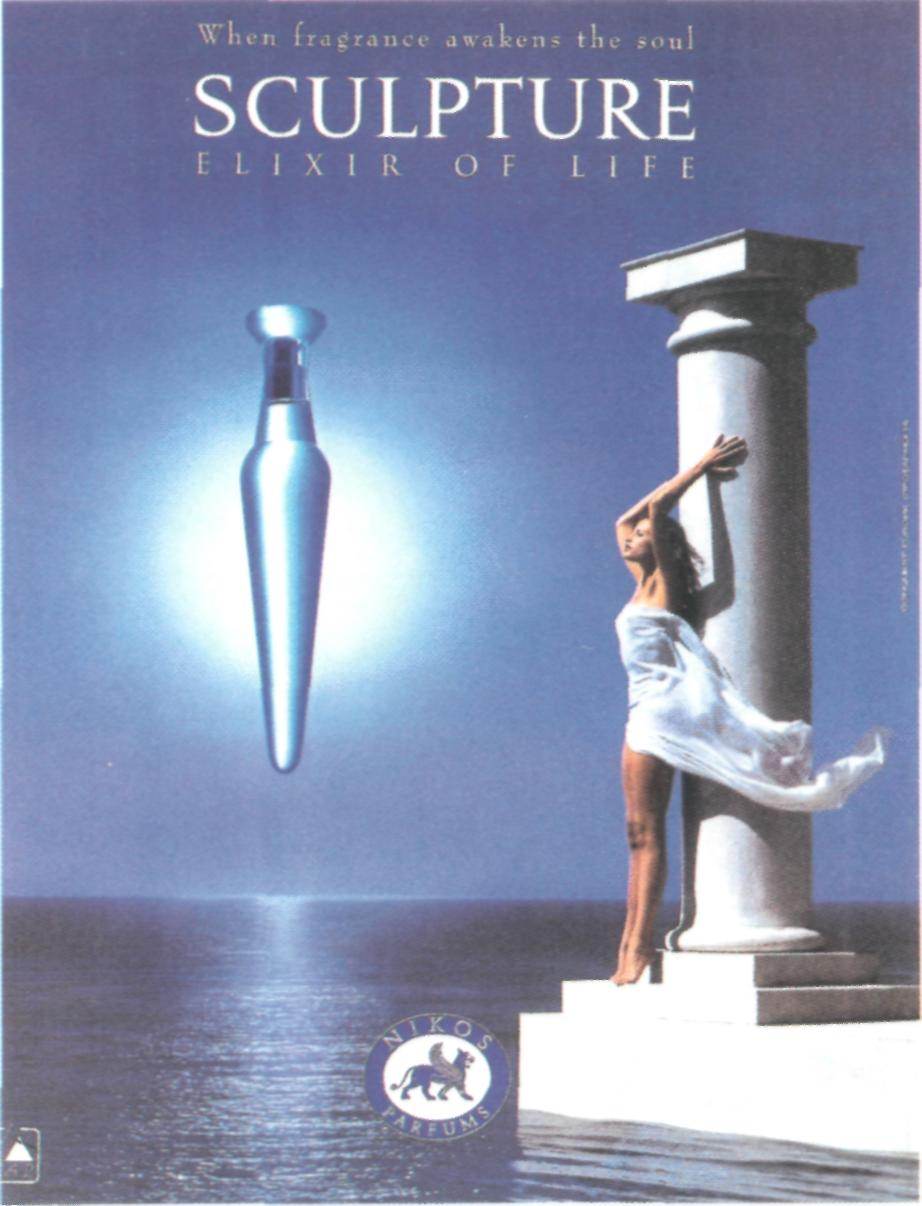 When fragrance awakens the soul
SCULPTURE
ELIXIR OF LIFE
NIKOS
PARFUMS